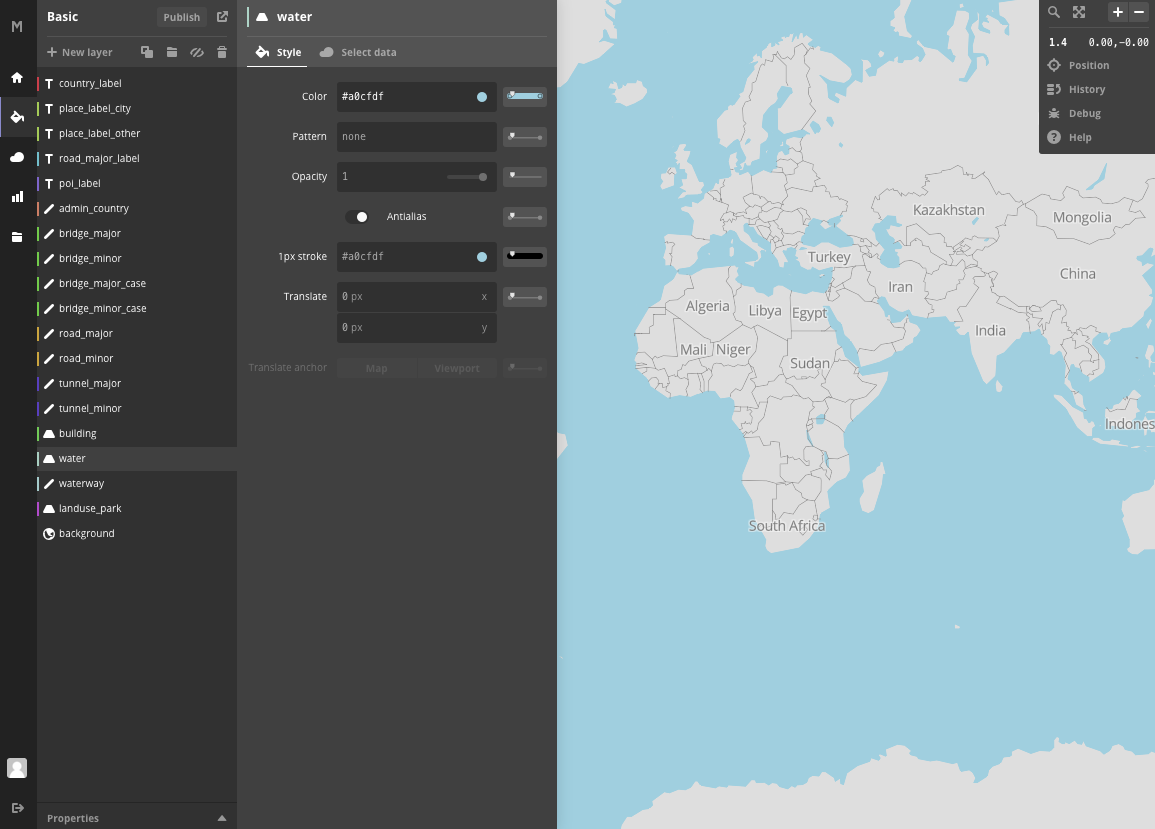 M
Basic
Publish
New layer
country_label
place_label_city
place_label_other
road_major_label
poi_label
admin_country
bridge_major
bridge_minor
bridge_major_case
bridge_minor_case
road_major
road_minor
tunnel_major
tunnel_minor
building
water
waterway
landuse_park
background
Properties
water
Style
Select data
Color #a0cfdf
Pattern none
Opacity 1
Antialias
1px stroke #a0cfdf
Translate 0 px x
0 px y
Translate anchor Map Viewport
1.4 0.00,-0.00
Position
History
Debug
? Help
Kazakhstan
Mongolia
Turkey
China
Iran
Algeria
Libya
Egypt
India
Mali
Niger
Sudan
Indones
South Africa